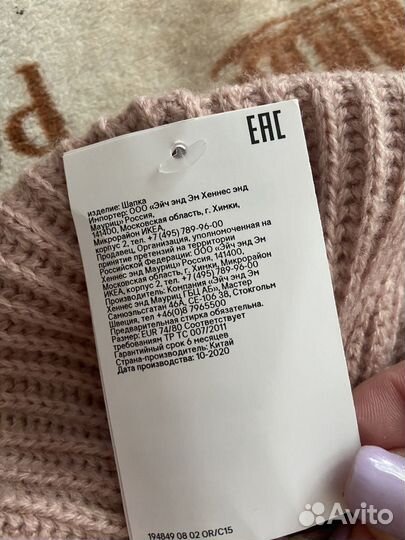 EAC
изделие: Шапка
Импортер: ООО «Эйч энд Эм Хеннес энд
Мауриц» Россия,
141400, Московская область, г. Химки,
Микрорайон ИКЕА,
корпус 2, тел. +7 (495) 789-96-00
Продавец, Организация, уполномоченная на
принятие претензий на территории
Российской Федерации: ООО «Эйч энд Эм
Хеннес энд Мауриц» Россия, 141400,
Московская область, г. Химки, Микрорайон
ИКЕА, корпус 2, тел. +7 (495) 789-96-00
Производитель: Компания «Эйч энд Эм
Хеннес энд Мауриц ГБЦ АБ», Мастер
Самюэльсгатан 46А, СЕ-106 38, Стокгольм
Швеция, тел +46(0)8 7965500
Предварительная стирка обязательна.
Размер: EUR 74/80 Соответствует
требованиям ТР ТС 007/2011
Гарантийный срок 6 месяцев
Страна-производитель: Китай
Дата производства: 10-2020
194849 08 02 OR/C15
Avito